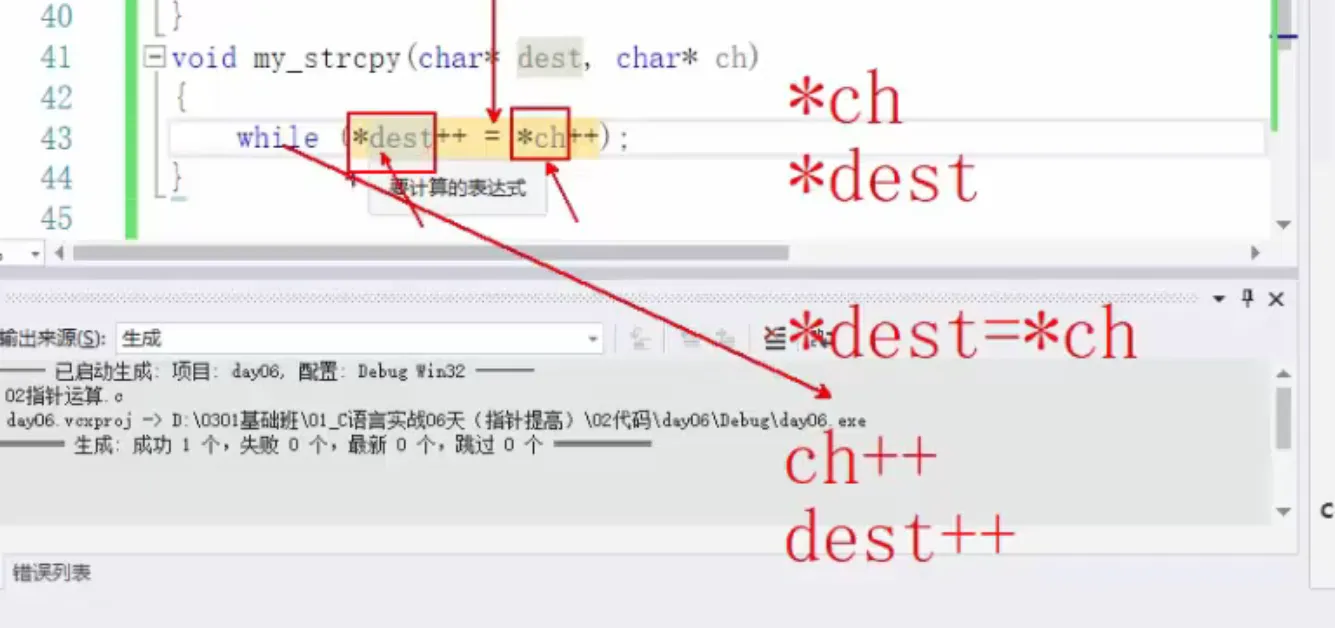 40 }
41 void my_strcpy(char* dest, char* ch)
*ch
42 {
43 while (*dest++ = *ch++);
*dest
44 }
要计算的表达式
45
*dest=*ch
输出来源(S): 生成
—— 已启动生成: 项目: day06, 配置: Debug Win32 ——
02指针运算.c
day06.vcxproj -> D:\0301基础班\01_C语言实战06天(指针提高)\02代码\day06\Debug\day06.exe
══════ 生成: 成功 1 个,失败 0 个,最新 0 个,跳过 0 个 ══════
ch++
dest++
错误列表